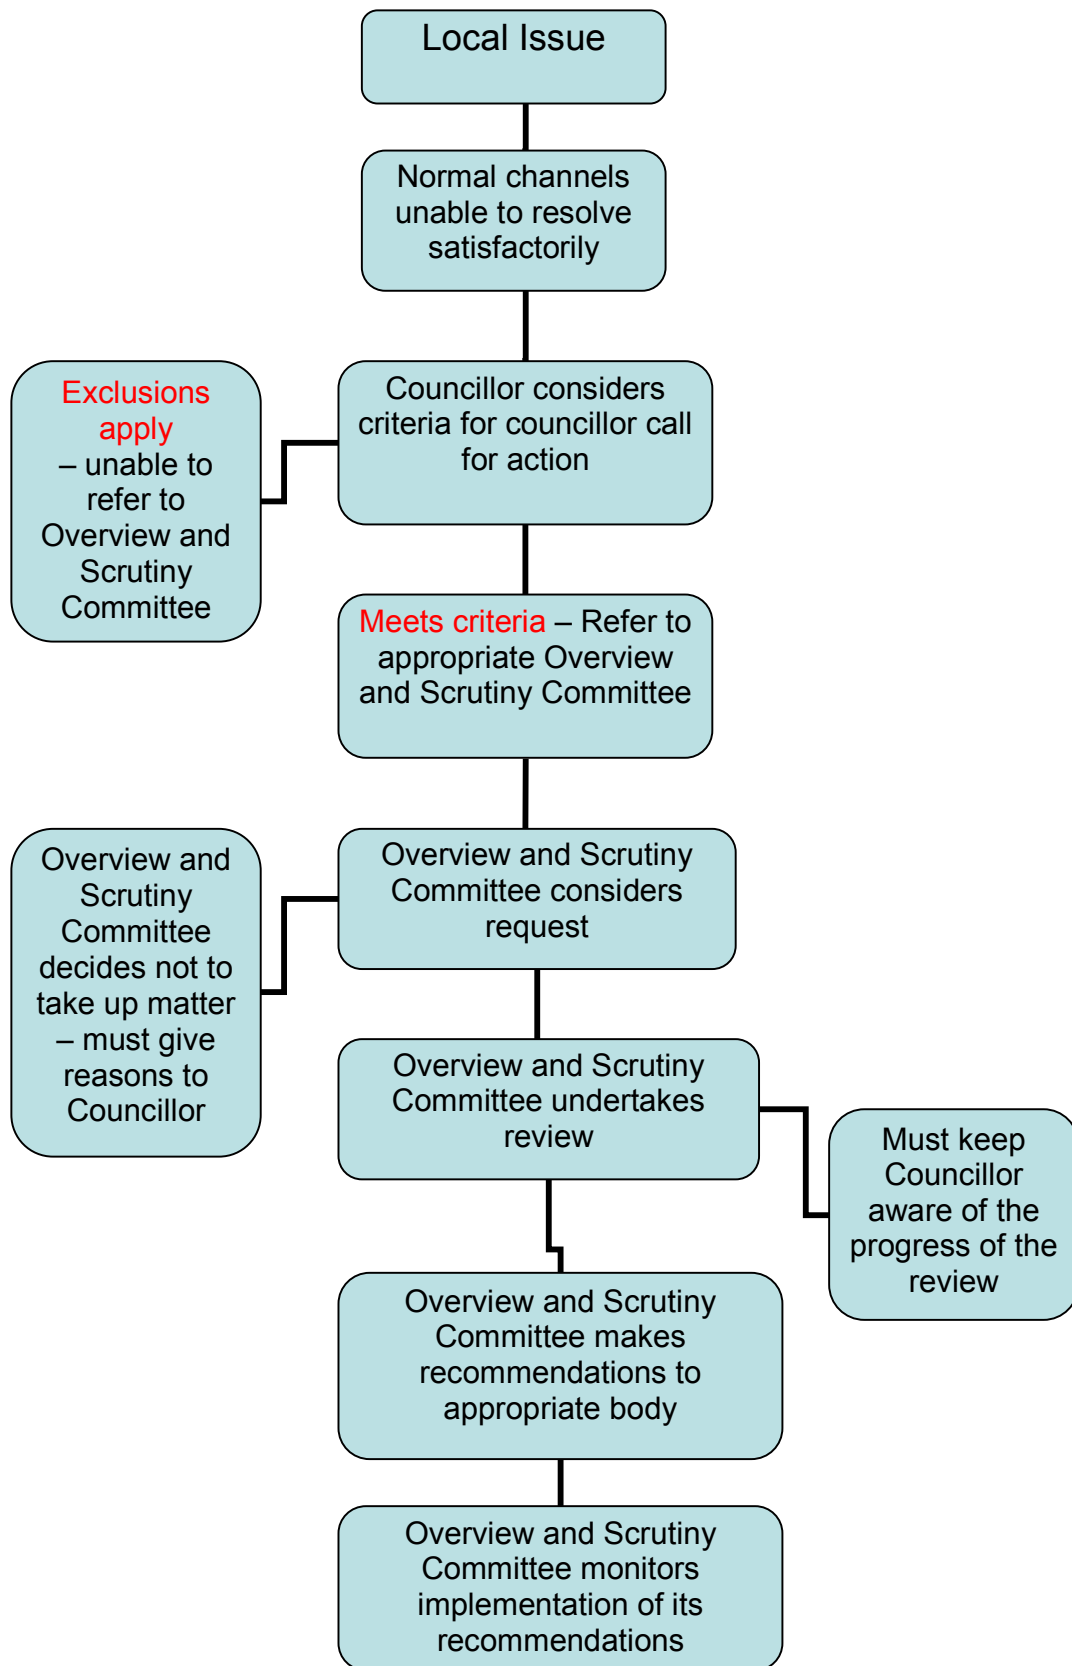 Local Issue
Normal channels
unable to resolve
satisfactorily
Exclusions
apply
– unable to
refer to
Overview and
Scrutiny
Committee
Councillor considers
criteria for councillor call
for action
Meets criteria – Refer to
appropriate Overview
and Scrutiny Committee
Overview and
Scrutiny
Committee
decides not to
take up matter
– must give
reasons to
Councillor
Overview and Scrutiny
Committee considers
request
Overview and Scrutiny
Committee undertakes
review
Must keep
Councillor
aware of the
progress of the
review
Overview and Scrutiny
Committee makes
recommendations to
appropriate body
Overview and Scrutiny
Committee monitors
implementation of its
recommendations